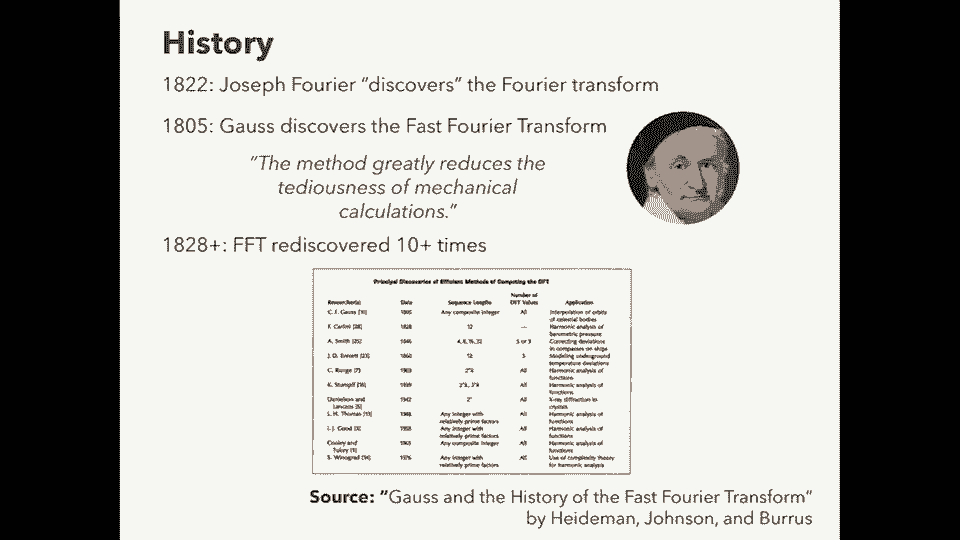 History
1822: Joseph Fourier “discovers” the Fourier transform
1805: Gauss discovers the Fast Fourier Transform
“The method greatly reduces the
tediousness of mechanical
calculations.”
1828+: FFT rediscovered 10+ times
Principal Discoveries of Efficient Methods of Computing the DFT
Number of
Researcher(s) Date Sequence Lengths DFT Values Application
C. F. Gauss [10] 1805 Any composite integer All Interpolation of orbits
of celestial bodies
F. Carlini [28] 1828 12 — Harmonic analysis of
barometric pressure
A. Smith [25] 1846 4, 8, 16, 32 5 or 9 Correcting deviations
in compasses on ships
J. D. Everett [23] 1860 12 5 Modeling underground
temperature deviations
C. Runge [7] 1903 All Harmonic analysis of
functions
K. Stumpff [16] 1939 All Harmonic analysis of
functions
Danielson and 1942 All X-ray diffraction in
Lanczos [5] crystals
L. H. Thomas [13] 1948 Any integer with All Harmonic analysis of
relatively prime factors functions
I. J. Good [3] 1958 Any integer with All Harmonic analysis of
relatively prime factors functions
Cooley and 1965 Any composite integer All Harmonic analysis of
Tukey [1] functions
S. Winograd [14] 1976 Any integer with All Use of complexity theory
relatively prime factors for harmonic analysis
Source: “Gauss and the History of the Fast Fourier Transform”
by Heideman, Johnson, and Burrus